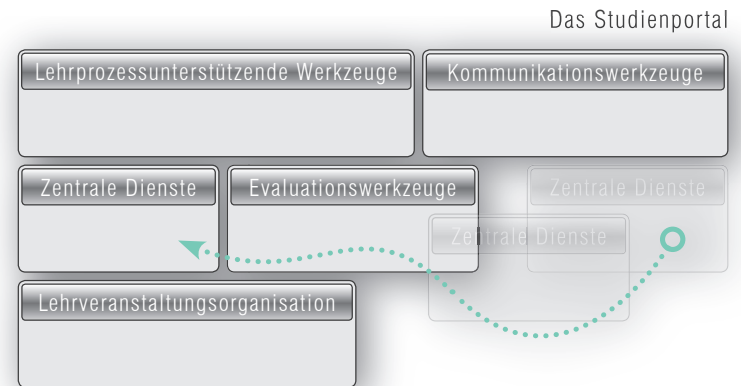 Das Studienportal
Lehrprozessunterstützende Werkzeuge
Kommunikationswerkzeuge
Zentrale Dienste
Evaluationswerkzeuge
Zentrale Dienste
Zentrale Dienste
Lehrveranstaltungsorganisation